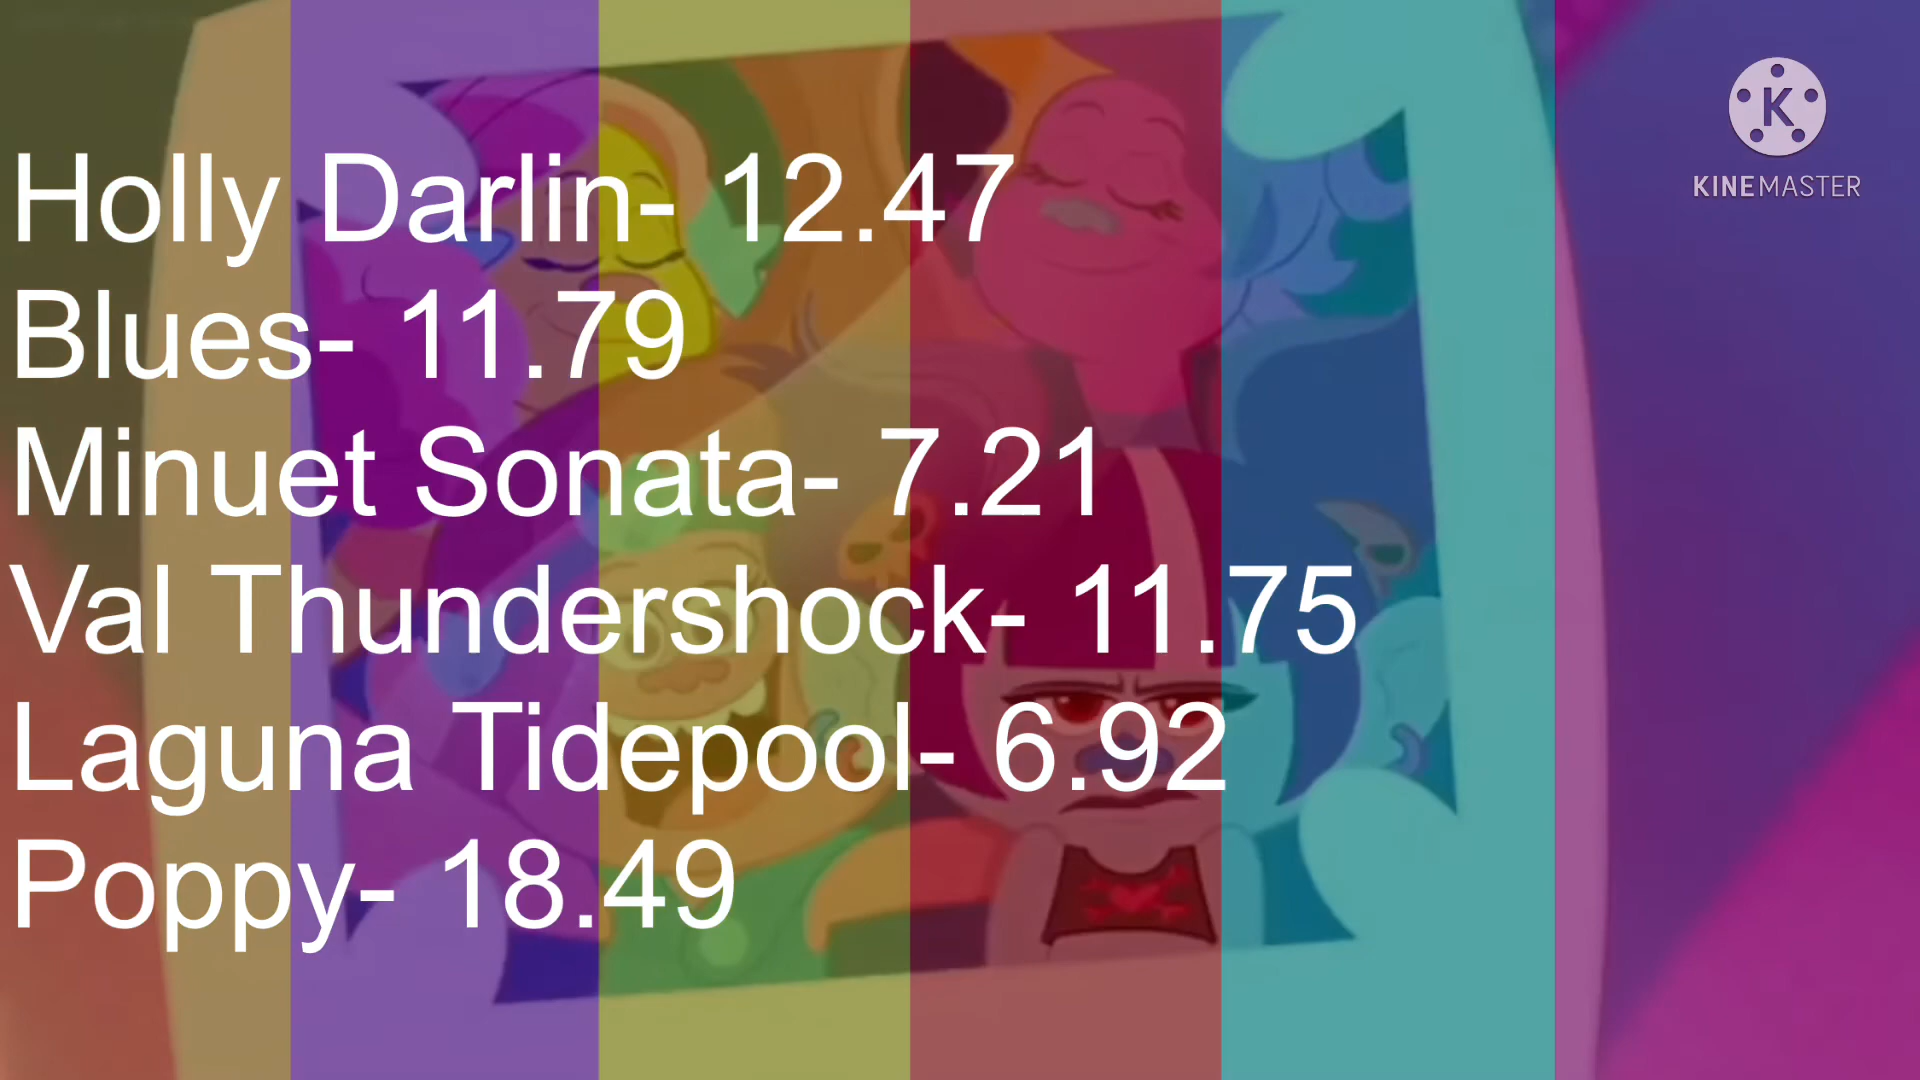 Holly Darlin- 12.47
Blues- 11.79
Minuet Sonata- 7.21
Val Thundershock- 11.75
Laguna Tidepool- 6.92
Poppy- 18.49
K
KINEMASTER